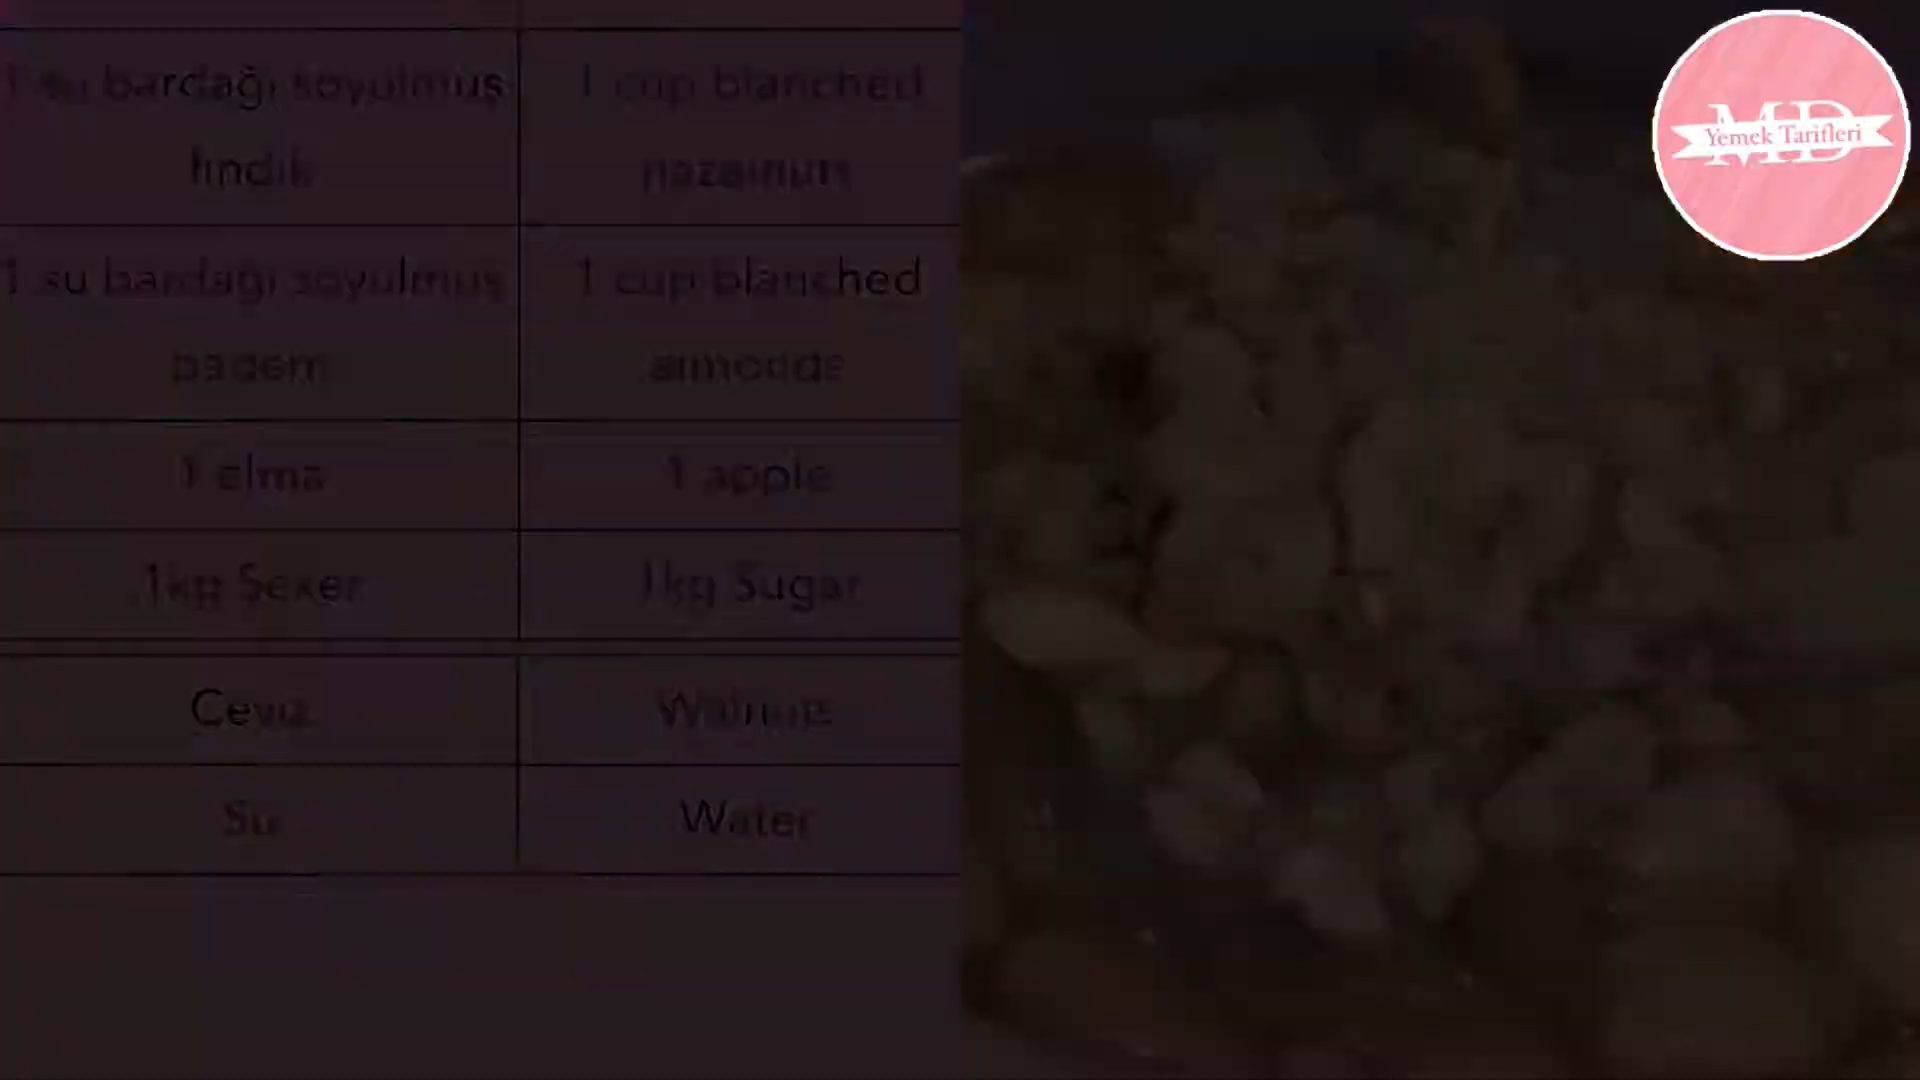 1 su bardağı soyulmuş
fındık
1 cup blanched
hazelnuts
1 su bardağı soyulmuş
badem
1 cup blanched
almonds
1 elma
1 apple
1kg Şeker
1kg Sugar
Ceviz
Walnuts
Su
Water
MD
Yemek Tarifleri